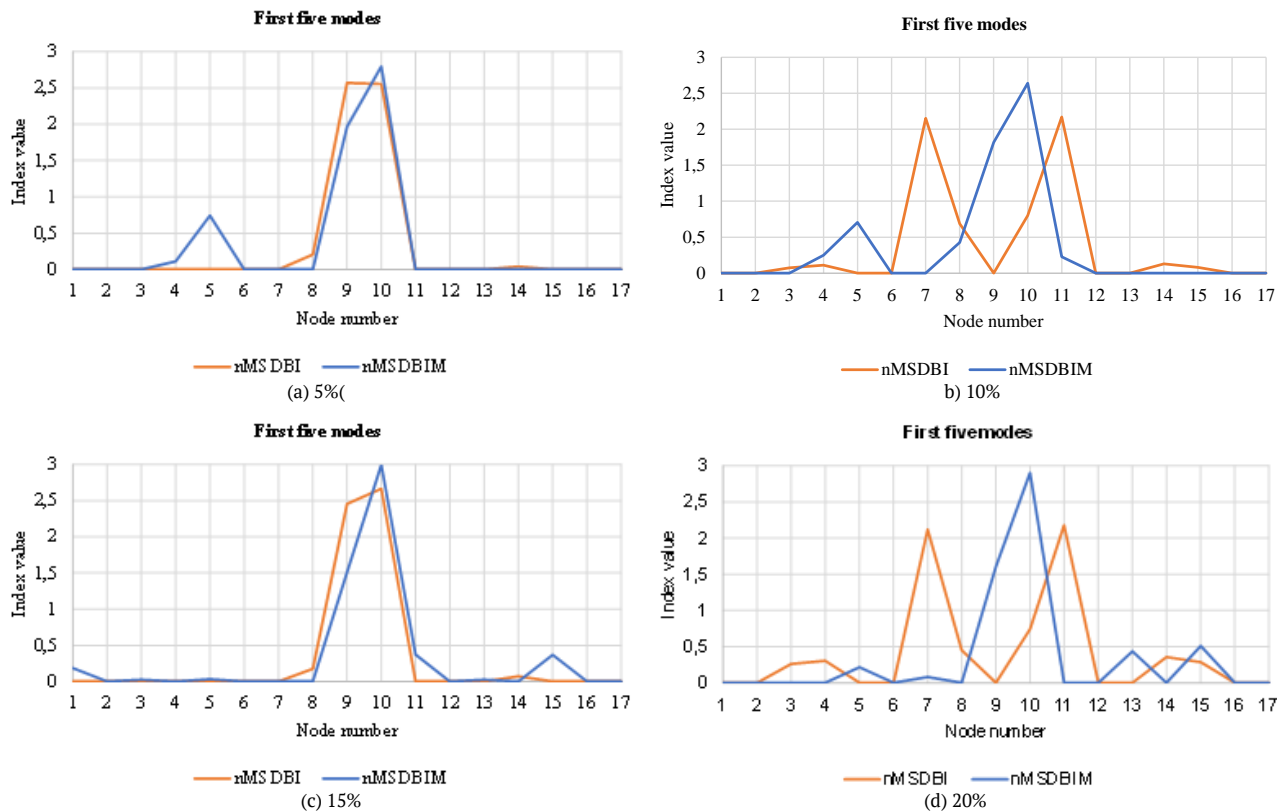 First five modes
3
2,5
2
1,5
1
0,5
0
Index value
1 2 3 4 5 6 7 8 9 10 11 12 13 14 15 16 17
Node number
nMSDBI nMSDBIM
(a) 5%(
First five modes
3
2,5
2
1,5
1
0,5
0
Index value
1 2 3 4 5 6 7 8 9 10 11 12 13 14 15 16 17
Node number
nMSDBI nMSDBIM
b) 10%
First five modes
3
2,5
2
1,5
1
0,5
0
Index value
1 2 3 4 5 6 7 8 9 10 11 12 13 14 15 16 17
Node number
nMSDBI nMSDBIM
(c) 15%
First five modes
3
2,5
2
1,5
1
0,5
0
Index value
1 2 3 4 5 6 7 8 9 10 11 12 13 14 15 16 17
Node number
nMSDBI nMSDBIM
(d) 20%